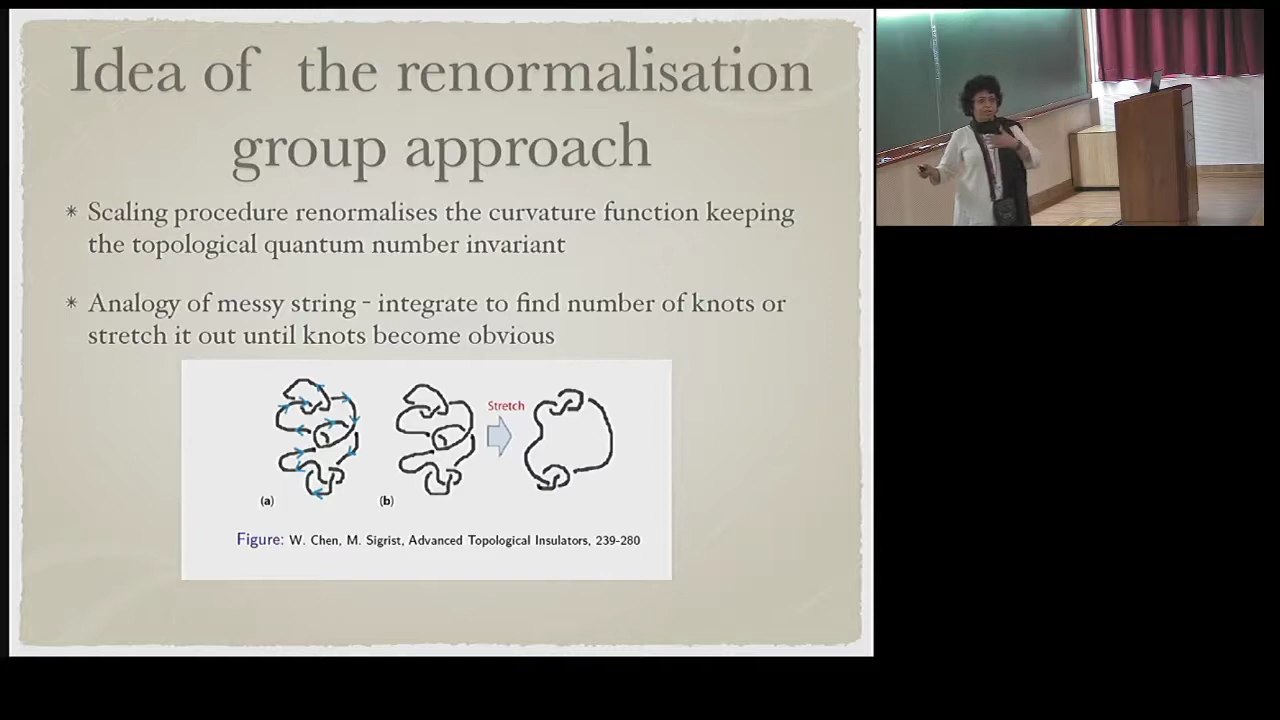 Idea of the renormalisation
group approach
* Scaling procedure renormalises the curvature function keeping
the topological quantum number invariant
* Analogy of messy string - integrate to find number of knots or
stretch it out until knots become obvious
Stretch
(a)
(b)
Figure: W. Chen, M. Sigrist, Advanced Topological Insulators, 239-280